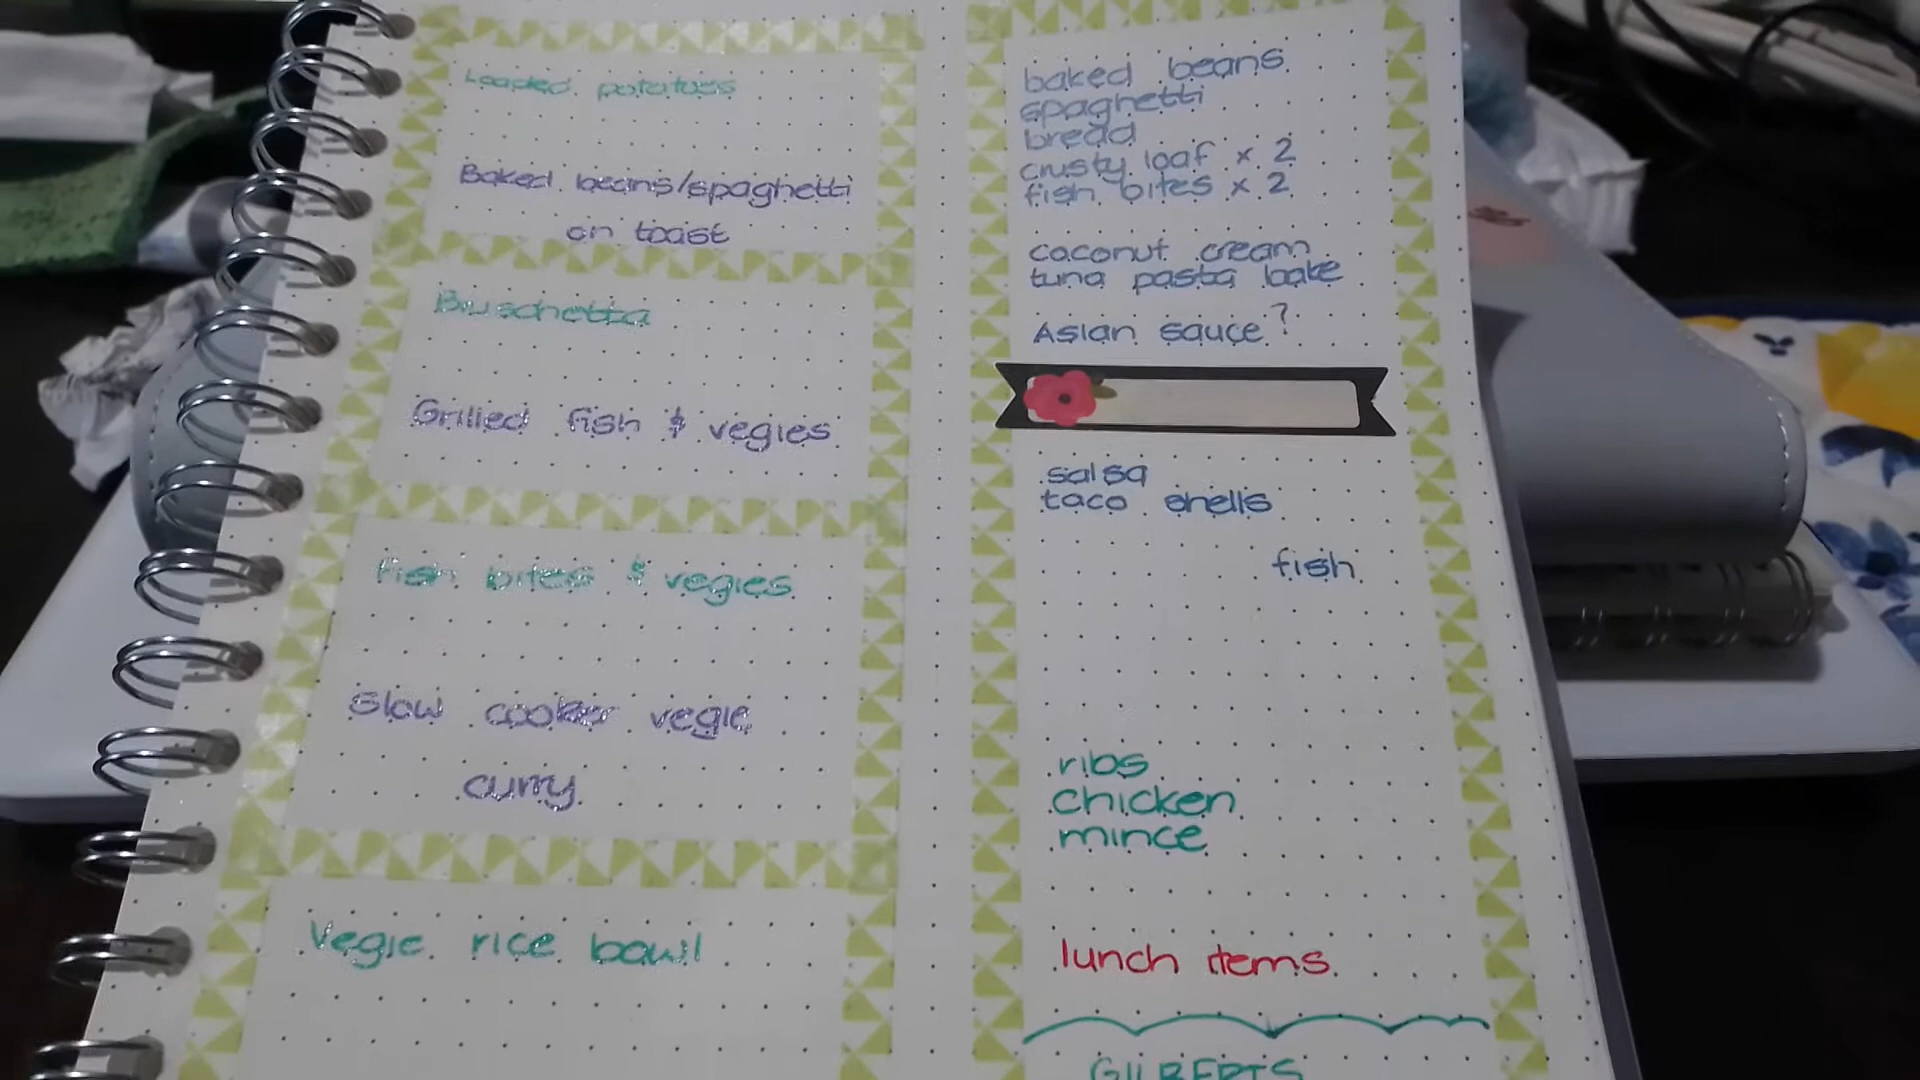 Loaded potatoes
Baked beans/spaghetti
on toast
Bruschetta
Grilled fish & vegies
Fish bites & vegies
Slow cooker vegie
curry
Vegie rice bowl
baked beans
spaghetti
bread
crusty loaf x 2
fish bites x 2
coconut cream
tuna pasta bake
Asian sauce?
salsa
taco shells
fish
ribs
chicken
mince
lunch items
GILBERTS